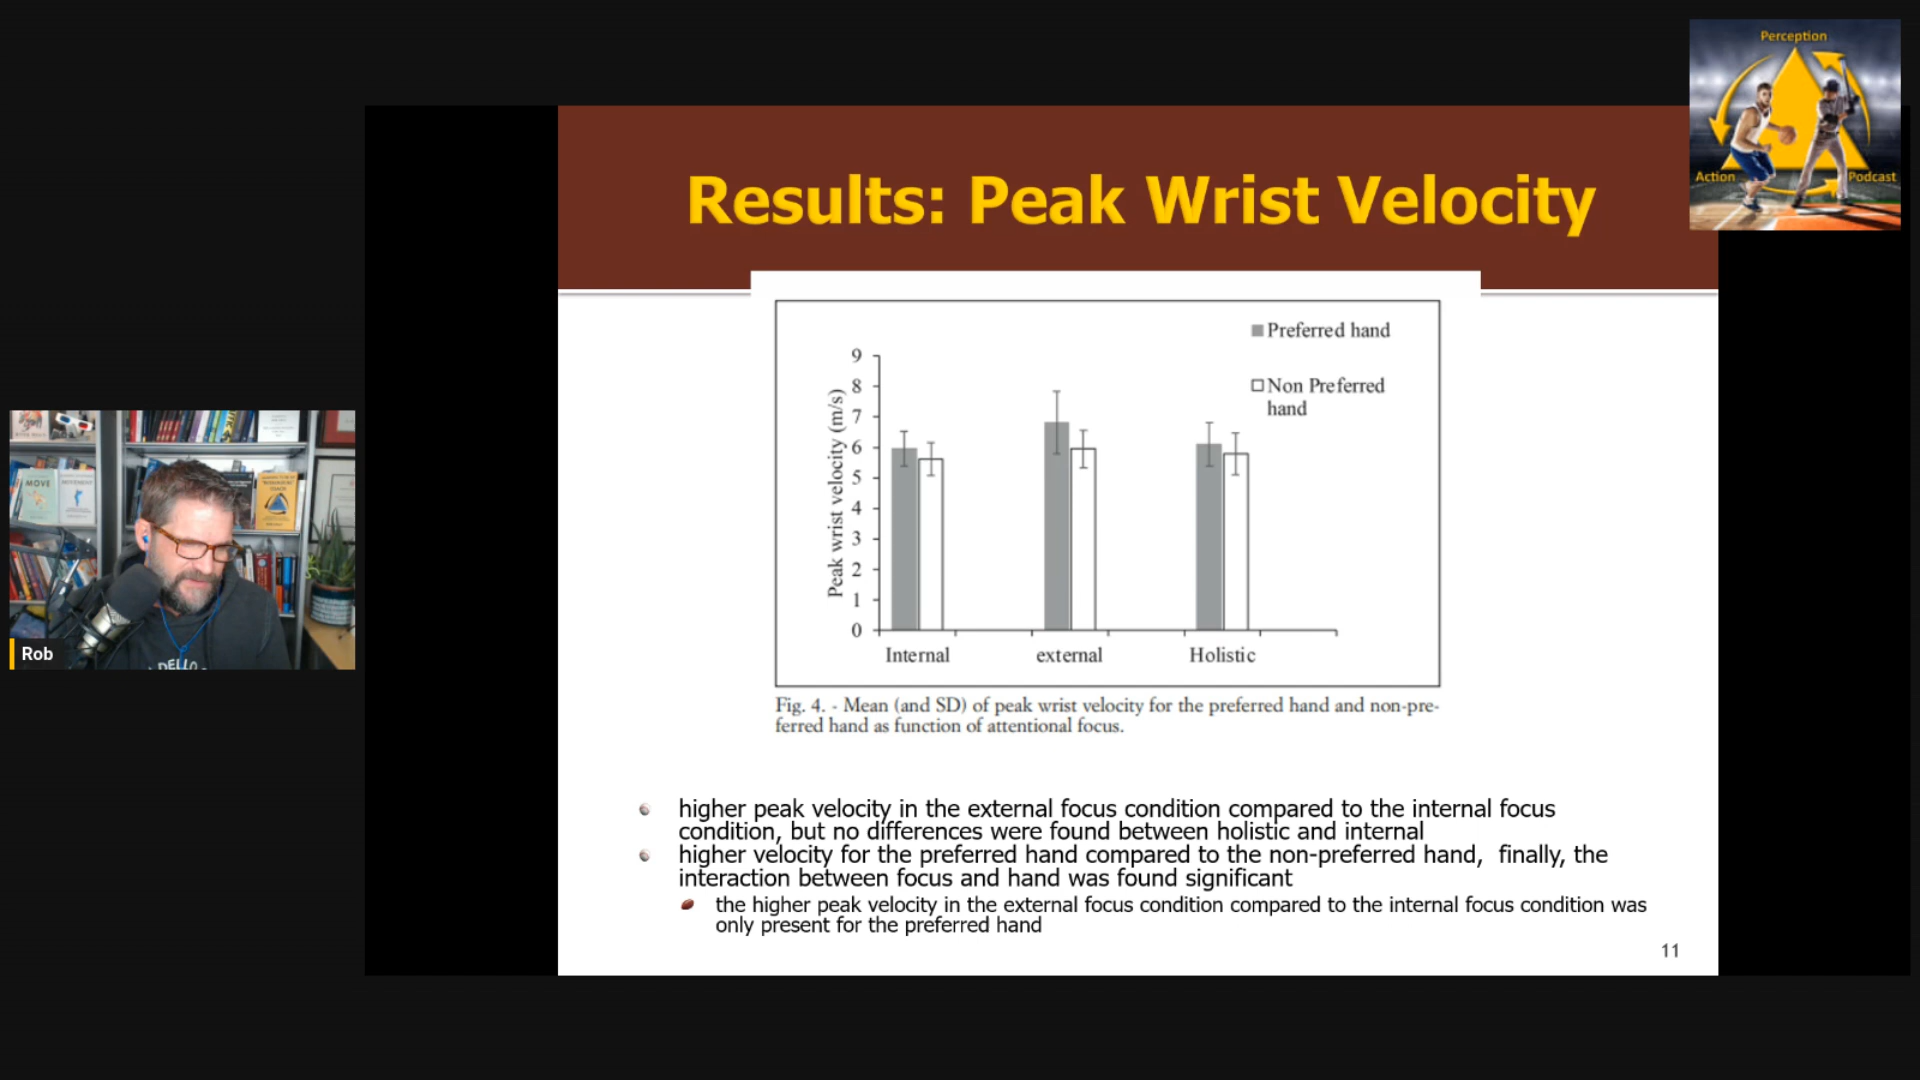 Perception
Action
Podcast
Results: Peak Wrist Velocity
Preferred hand
Non Preferred
hand
Peak wrist velocity (m/s)
9
8
7
6
5
4
3
2
1
0
Internal
external
Holistic
Fig. 4. - Mean (and SD) of peak wrist velocity for the preferred hand and non-pre-
ferred hand as function of attentional focus.
higher peak velocity in the external focus condition compared to the internal focus
condition, but no differences were found between holistic and internal
higher velocity for the preferred hand compared to the non-preferred hand, finally, the
interaction between focus and hand was found significant
the higher peak velocity in the external focus condition compared to the internal focus condition was
only present for the preferred hand
11
MOVE
Rob